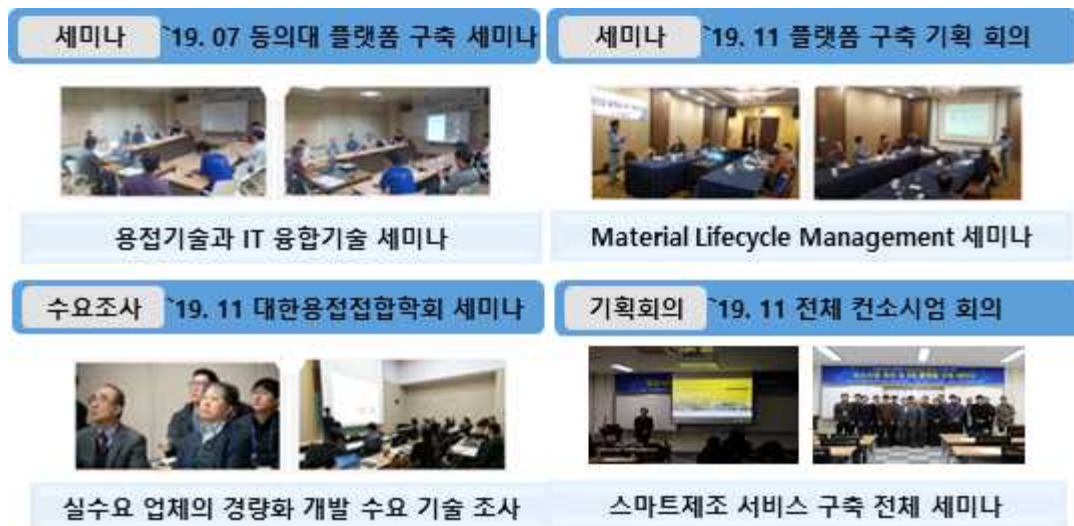 세미나 `19. 07 동의대 플랫폼 구축 세미나
용접기술과 IT 융합기술 세미나
세미나 `19. 11 플랫폼 구축 기획 회의
Material Lifecycle Management 세미나
수요조사 `19. 11 대한용접접합학회 세미나
실수요 업체의 경량화 개발 수요 기술 조사
기획회의 `19. 11 전체 컨소시엄 회의
스마트제조 서비스 구축 전체 세미나